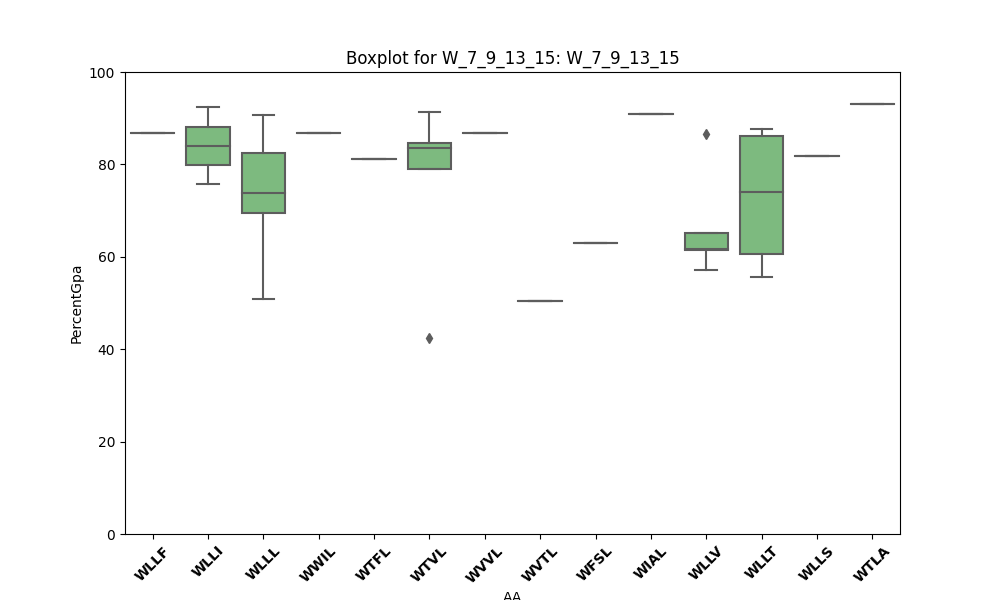 Boxplot for W_7_9_13_15: W_7_9_13_15
100
80
60
40
20
0
PercentGpa
WLLF
WLLI
WLLL
WWIL
WTFL
WTVL
WVVL
WVTL
WFSL
WIAL
WLLV
WLLT
WLLS
WTLA
AA